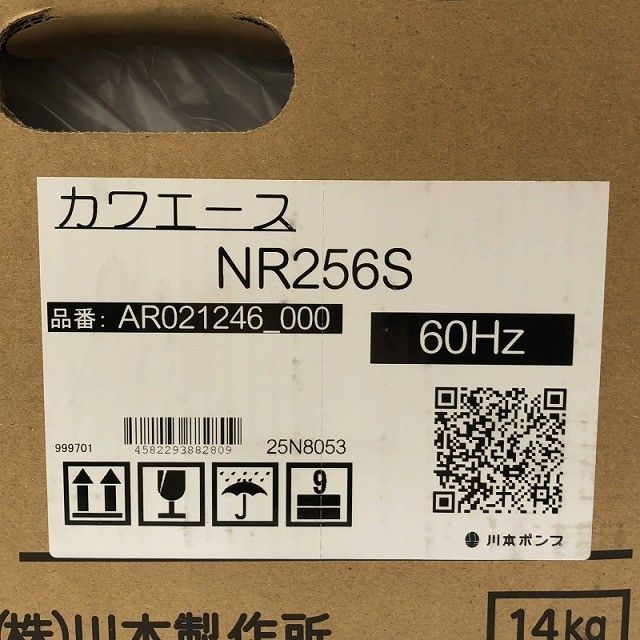 カワエース
NR256S
品番: AR021246_000
60Hz
999701
4582293882809
25N8053
9
川本ポンプ
(株)川本製作所
14kg